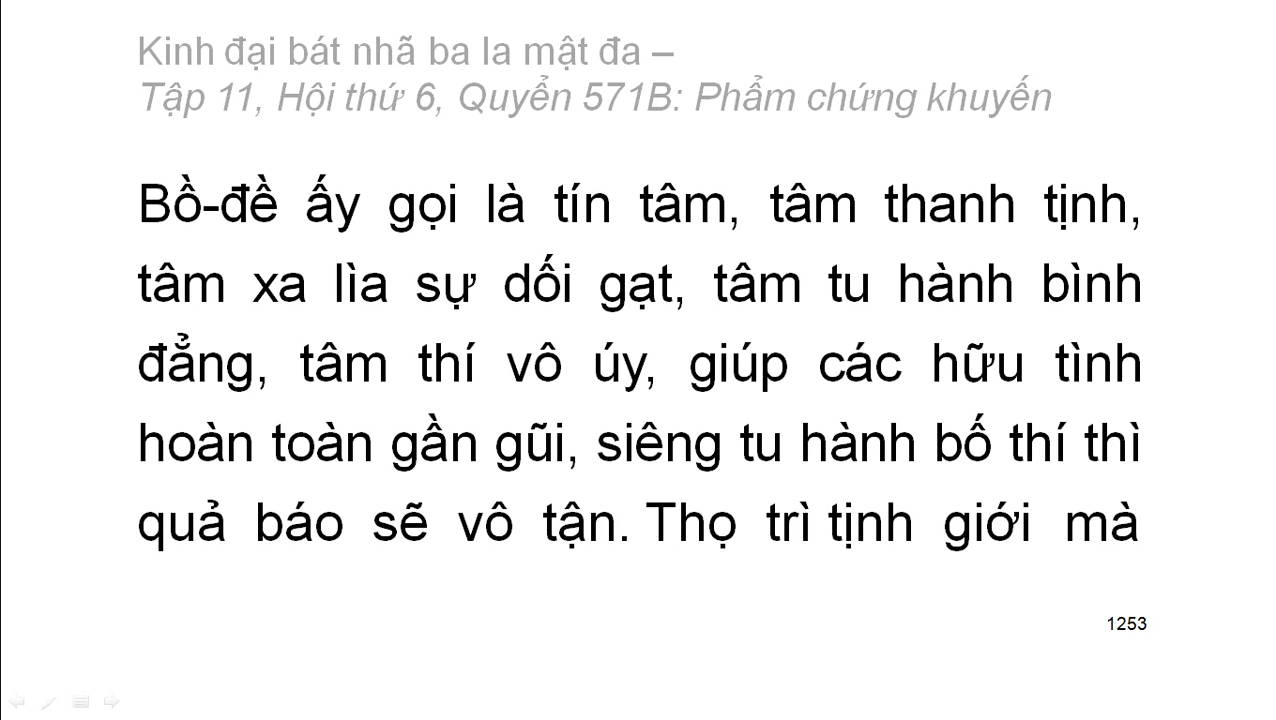 Kinh đại bát nhã ba la mật đa –
Tập 11, Hội thứ 6, Quyển 571B: Phẩm chứng khuyến
Bồ-đề ấy gọi là tín tâm, tâm thanh tịnh,
tâm xa lìa sự dối gạt, tâm tu hành bình
đẳng, tâm thí vô úy, giúp các hữu tình
hoàn toàn gần gũi, siêng tu hành bố thí thì
quả báo sẽ vô tận. Thọ trì tịnh giới mà
1253